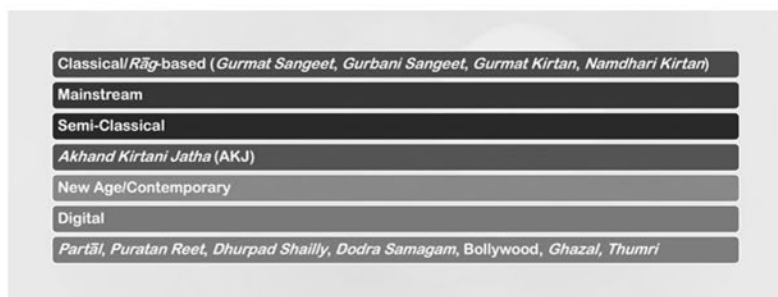 Classical/Rāg-based (Gurmat Sangeet, Gurbani Sangeet, Gurmat Kirtan, Namdhari Kirtan)
Mainstream
Semi-Classical
Akhand Kirtani Jatha (AKJ)
New Age/Contemporary
Digital
Partāl, Puratan Reet, Dhurpad Shailly, Dodra Samagam, Bollywood, Ghazal, Thumri